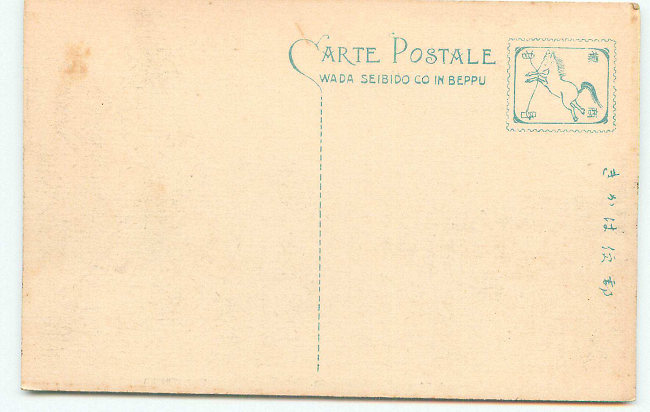 CARTE POSTALE
WADA SEIBIDO CO IN BEPPU
きかは便郵